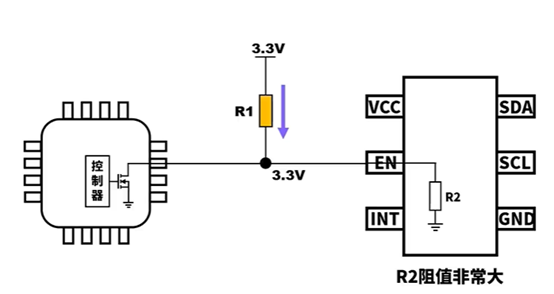 3.3V
R1
VCC
SDA
控
制
器
EN
SCL
3.3V
R2
INT
GND
R2阻值非常大